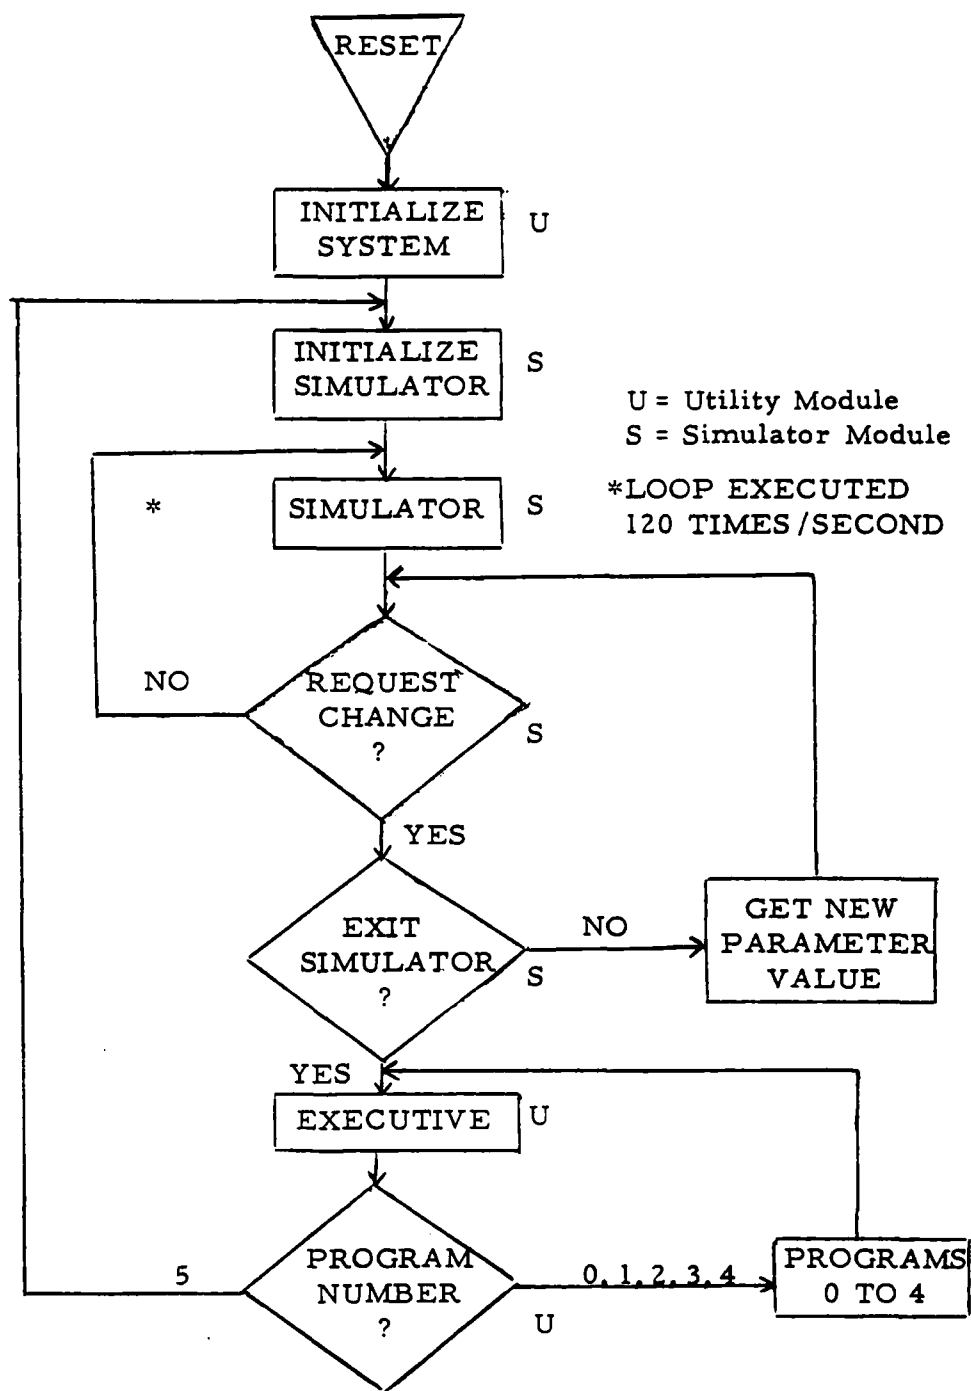 RESET
INITIALIZE
SYSTEM
U
INITIALIZE
SIMULATOR
S
U = Utility Module
S = Simulator Module
*LOOP EXECUTED
120 TIMES/SECOND
*
SIMULATOR
S
NO
REQUEST
CHANGE
?
S
YES
EXIT
SIMULATOR
?
S
NO
GET NEW
PARAMETER
VALUE
YES
EXECUTIVE
U
5
PROGRAM
NUMBER
?
U
0, 1, 2, 3, 4
PROGRAMS
0 TO 4